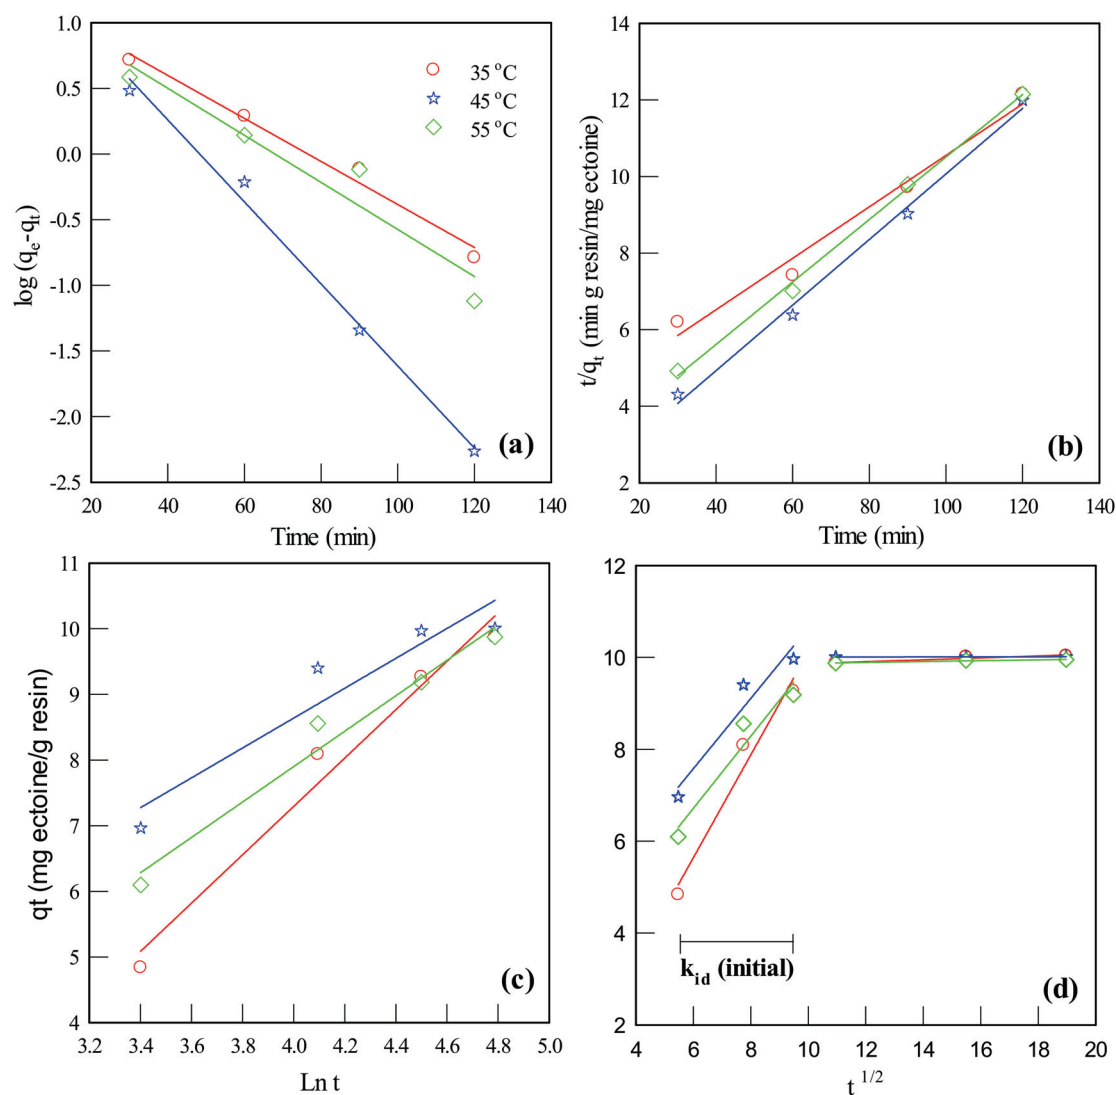 1.0
0.5
0.0
-0.5
-1.0
-1.5
-2.0
-2.5
log (qe-qt)
35 °C
45 °C
55 °C
(a)
20 40 60 80 100 120 140
Time (min)
14
12
10
8
6
4
2
t/qt (min g resin/mg ectoine)
(b)
20 40 60 80 100 120 140
Time (min)
11
10
9
8
7
6
5
4
qt (mg ectoine/g resin)
(c)
3.2 3.4 3.6 3.8 4.0 4.2 4.4 4.6 4.8 5.0
Ln t
12
10
8
6
4
2
kid (initial)
(d)
4 6 8 10 12 14 16 18 20
t 1/2